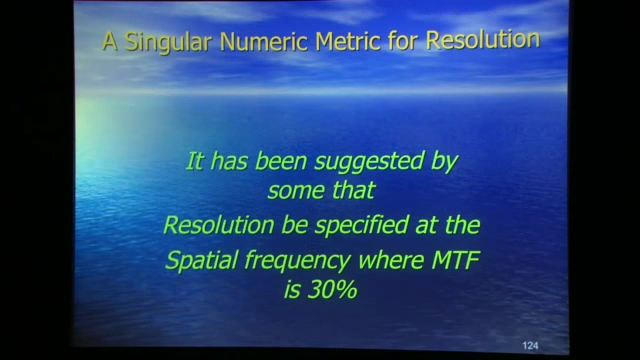 A Singular Numeric Metric for Resolution
It has been suggested by
some that
Resolution be specified at the
Spatial frequency where MTF
is 30%
124